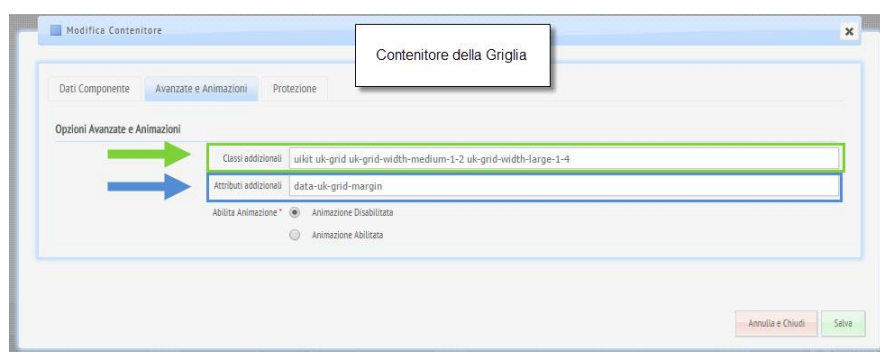 Modifica Contenitore
Contenitore della Griglia
Dati Componente Avanzate e Animazioni Protezione
Opzioni Avanzate e Animazioni
Classi addizionali uikit uk-grid uk-grid-width-medium-1-2 uk-grid-width-large-1-4
Attributi addizionali data-uk-grid-margin
Abilita Animazione * Animazione Disabilitata
Animazione Abilitata
Annulla e Chiudi Salva